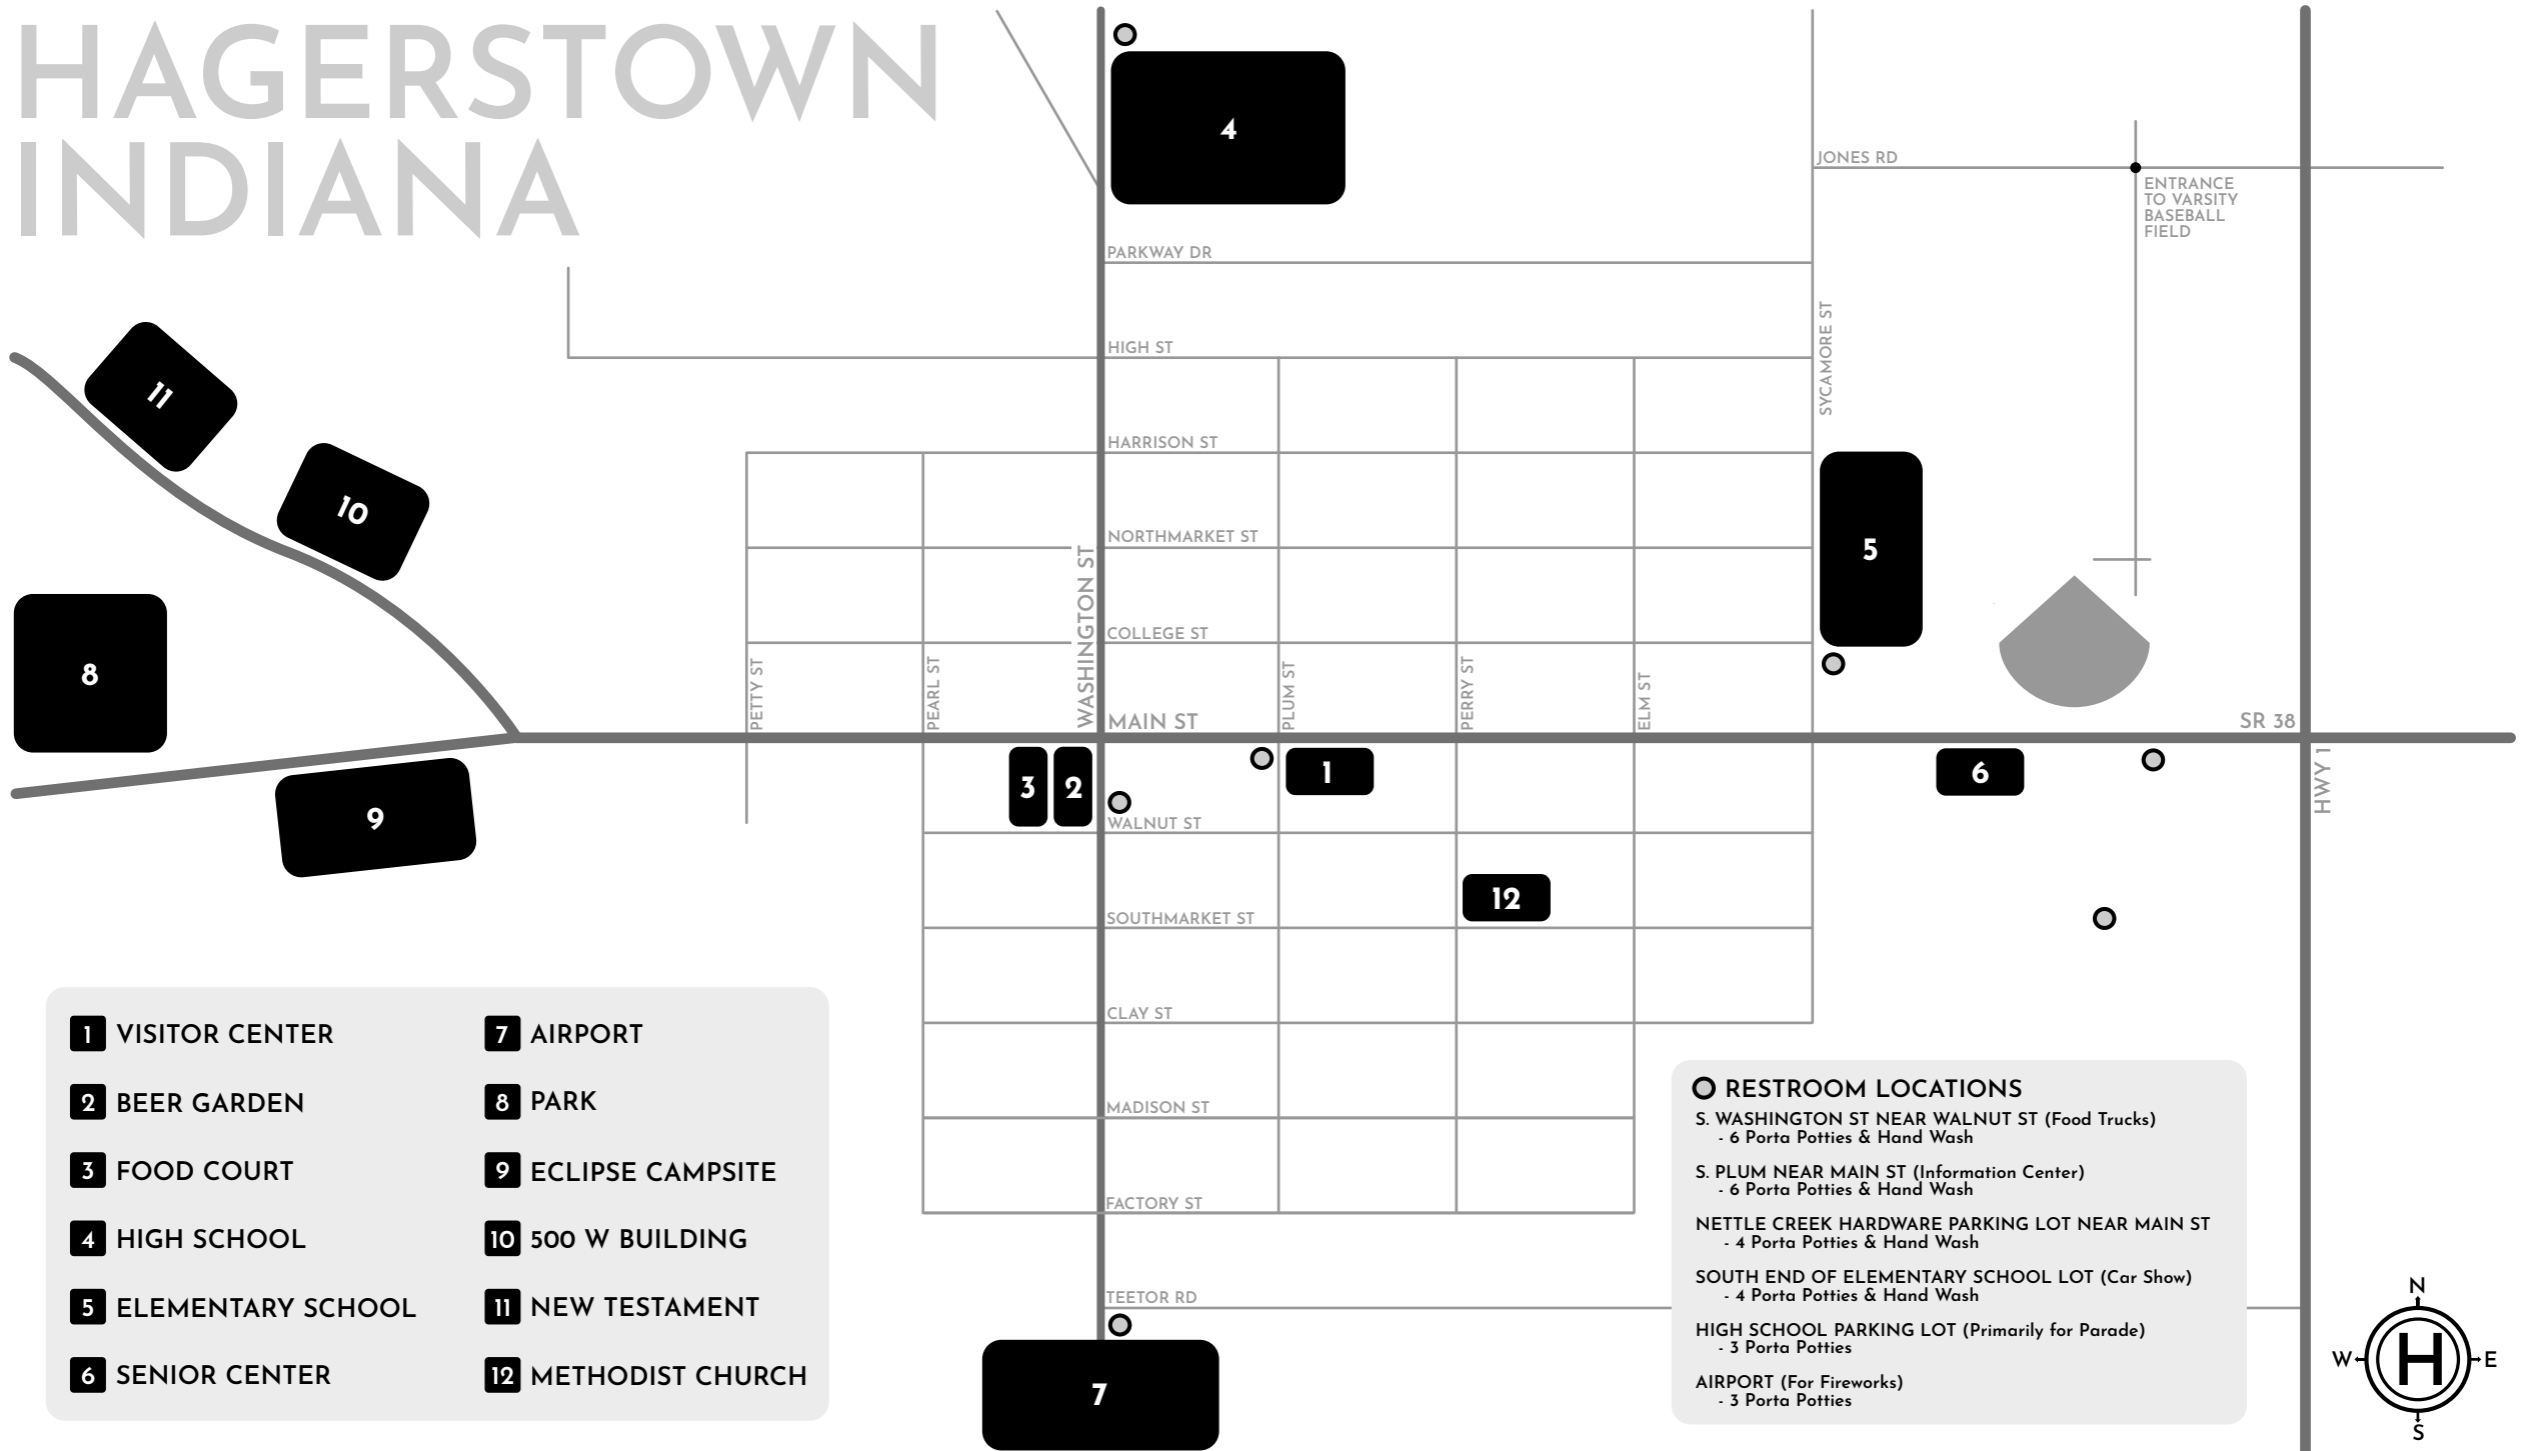 HAGERSTOWN
INDIANA
4
JONES RD
ENTRANCE
TO VARSITY
BASEBALL
FIELD
PARKWAY DR
SYCAMORE ST
HIGH ST
11
HARRISON ST
10
NORTHMARKET ST
5
WASHINGTON ST
COLLEGE ST
8
PETTY ST
PEARL ST
PLUM ST
PERRY ST
ELM ST
MAIN ST
SR 38
HWY 1
3
2
1
6
9
WALNUT ST
12
SOUTHMARKET ST
CLAY ST
MADISON ST
FACTORY ST
TEETOR RD
7
1 VISITOR CENTER
2 BEER GARDEN
3 FOOD COURT
4 HIGH SCHOOL
5 ELEMENTARY SCHOOL
6 SENIOR CENTER
7 AIRPORT
8 PARK
9 ECLIPSE CAMPSITE
10 500 W BUILDING
11 NEW TESTAMENT
12 METHODIST CHURCH
RESTROOM LOCATIONS
S. WASHINGTON ST NEAR WALNUT ST (Food Trucks)
- 6 Porta Potties & Hand Wash
S. PLUM NEAR MAIN ST (Information Center)
- 6 Porta Potties & Hand Wash
NETTLE CREEK HARDWARE PARKING LOT NEAR MAIN ST
- 4 Porta Potties & Hand Wash
SOUTH END OF ELEMENTARY SCHOOL LOT (Car Show)
- 4 Porta Potties & Hand Wash
HIGH SCHOOL PARKING LOT (Primarily for Parade)
- 3 Porta Potties
AIRPORT (For Fireworks)
- 3 Porta Potties
N
W H E
S